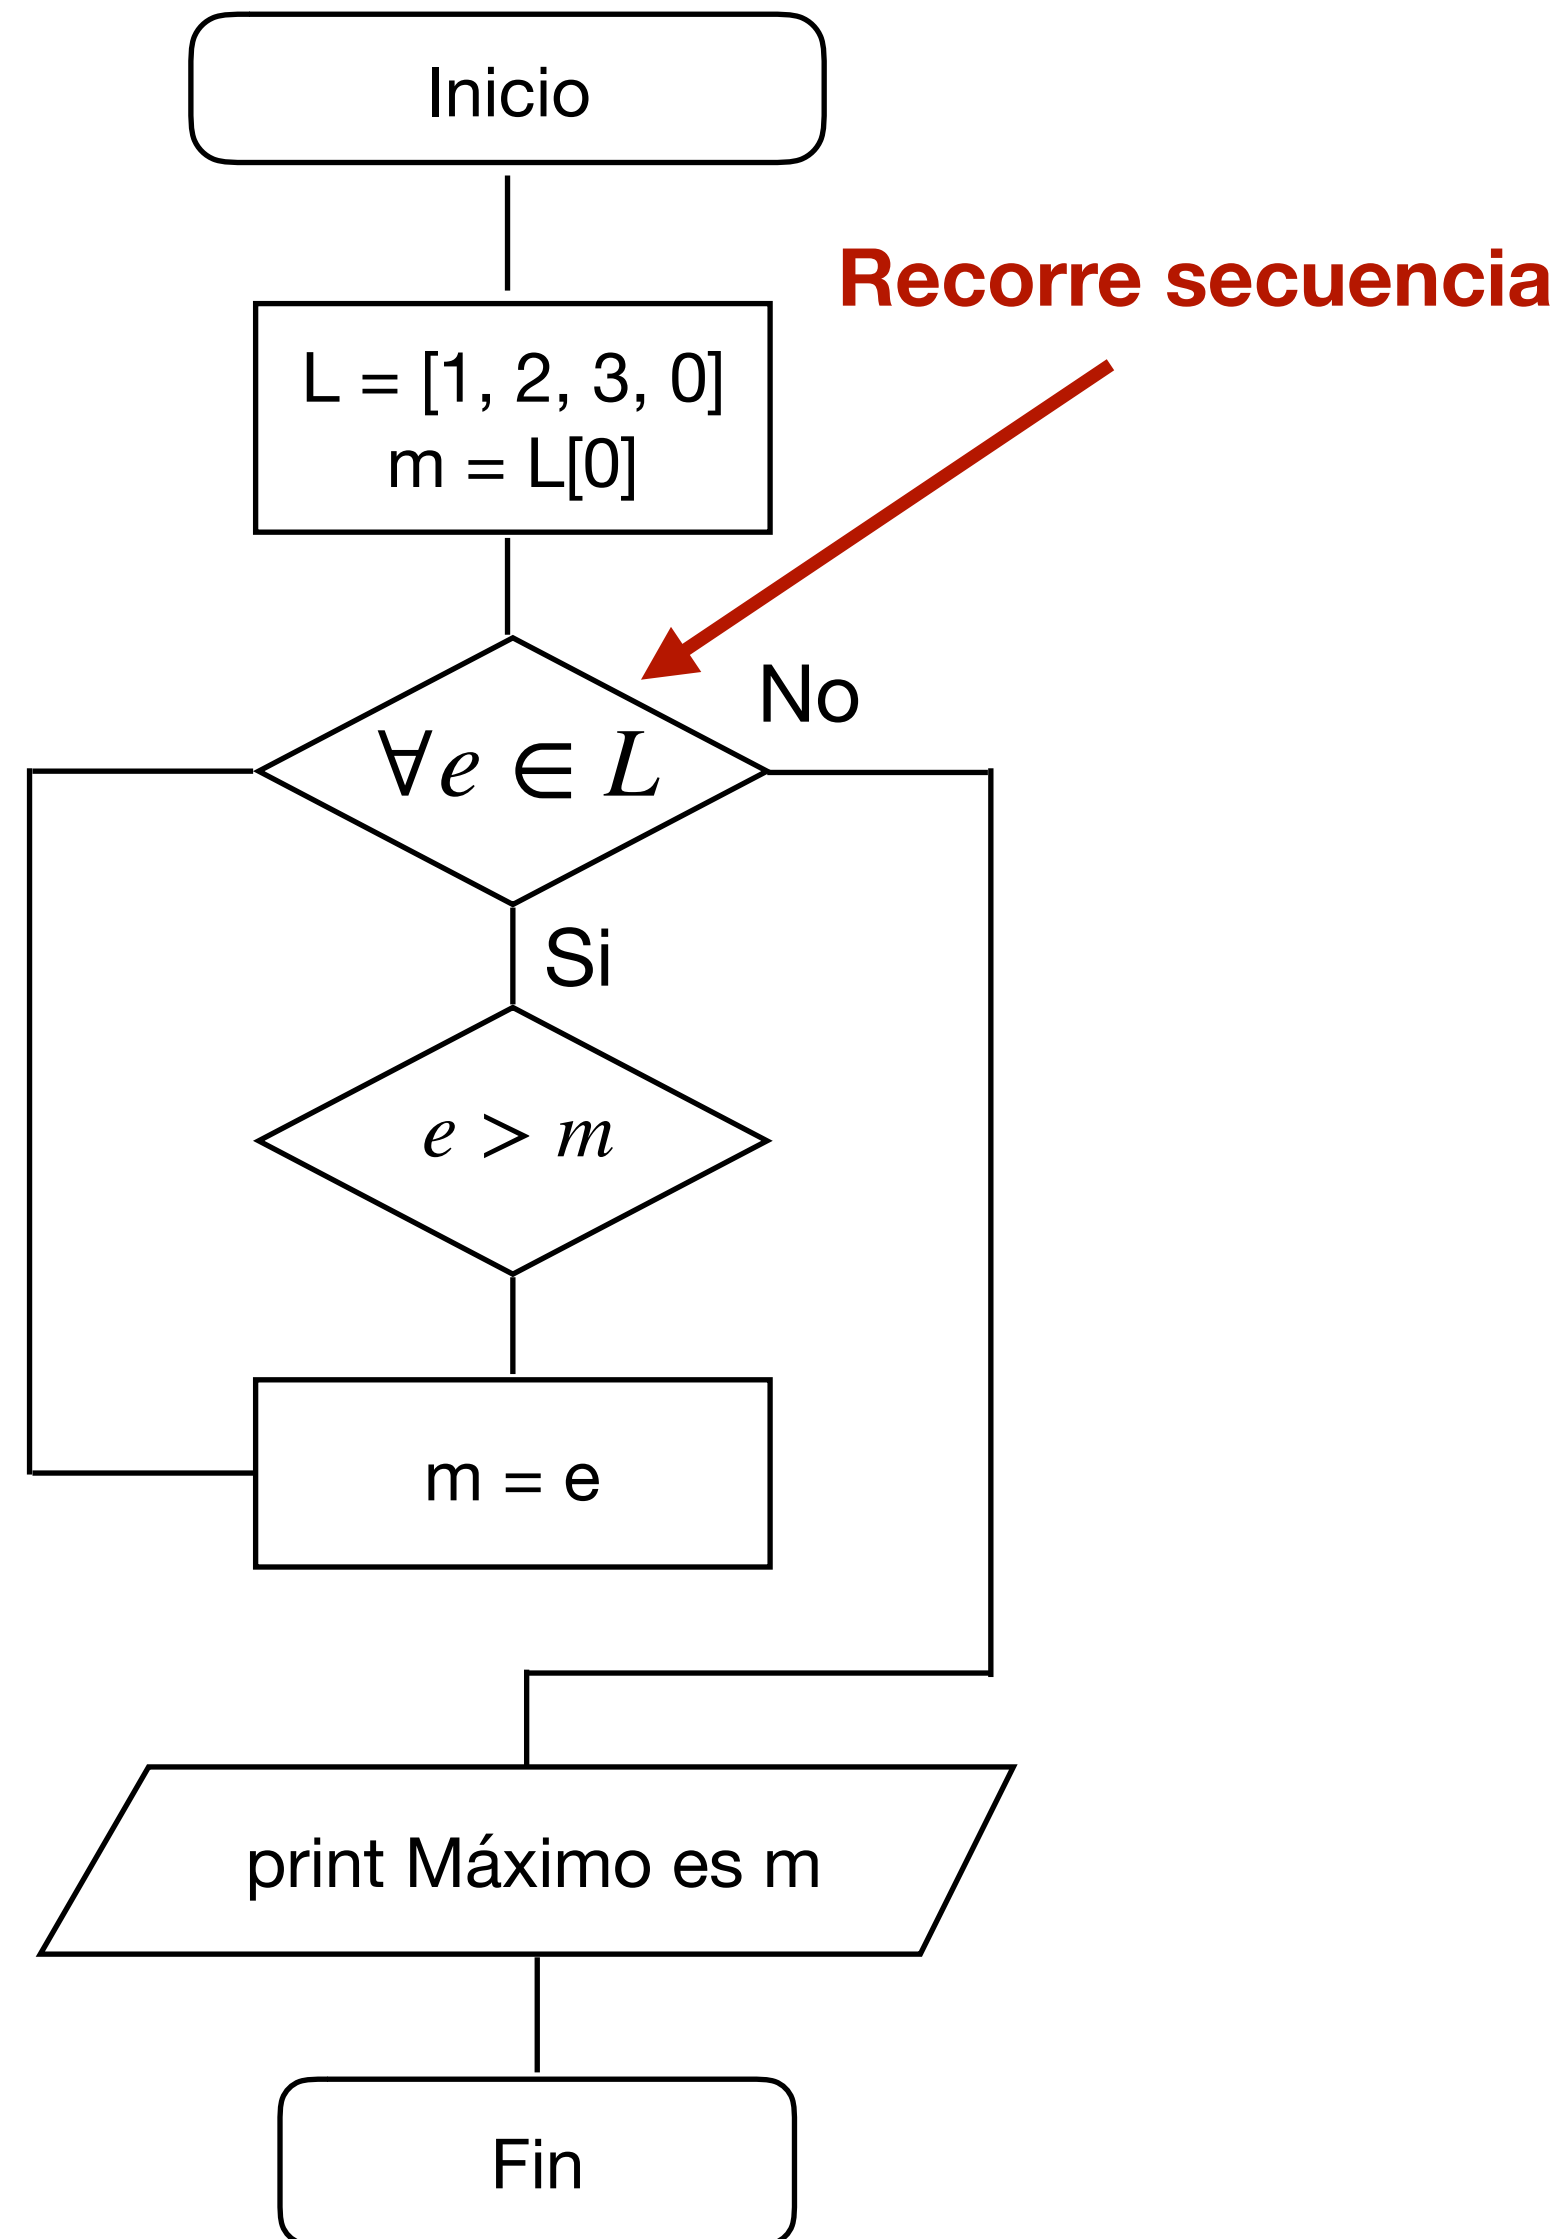 Inicio
Recorre secuencia
L = [1, 2, 3, 0]
m = L[0]
∀e ∈ L
No
Si
e > m
m = e
print Máximo es m
Fin